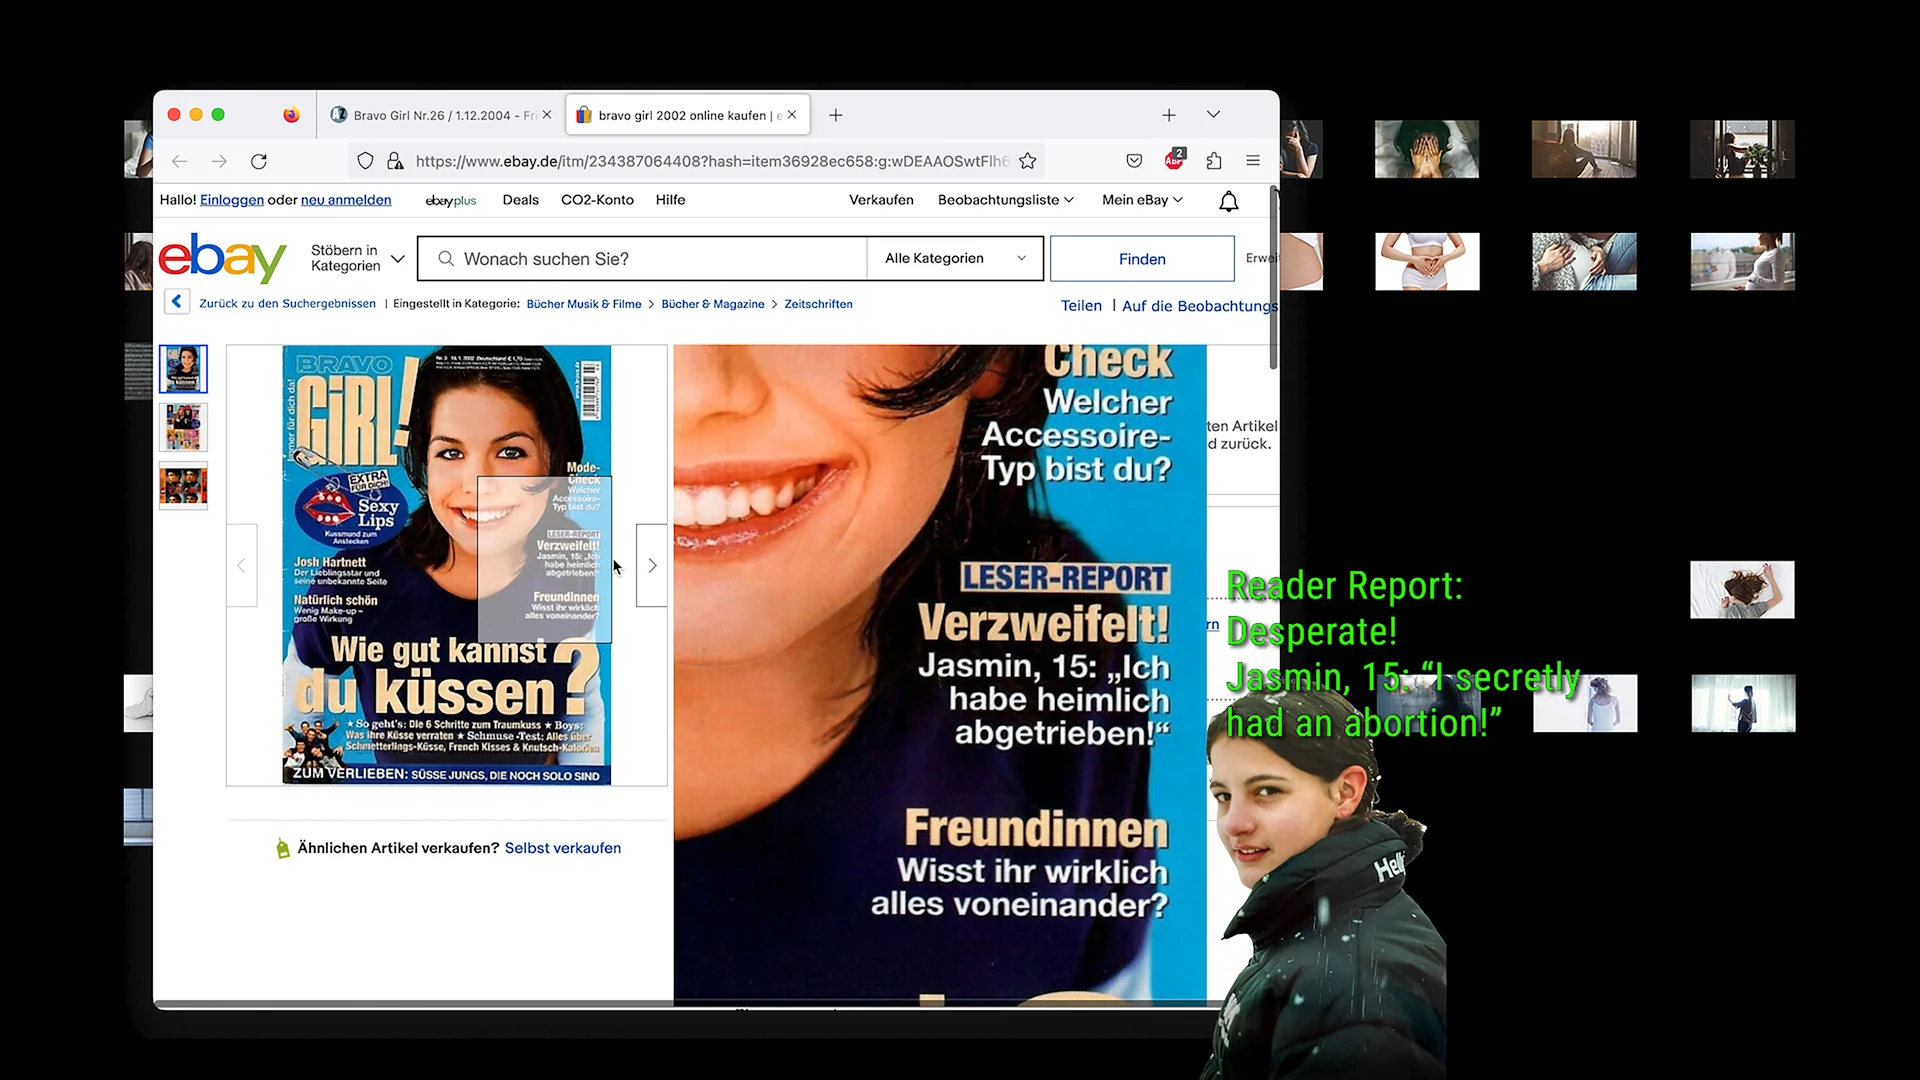 Bravo Girl Nr.26 / 1.12.2004 - Fri
bravo girl 2002 online kaufen | e
https://www.ebay.de/itm/234387064408?hash=item36928ec658:g:wDEAAOSwtFlh6
2
Hallo! Einloggen oder neu anmelden
ebayplus Deals CO2-Konto Hilfe
Verkaufen Beobachtungsliste Mein eBay
ebay
Stöbern in
Kategorien
Wonach suchen Sie?
Alle Kategorien
Finden
Erwei
Zurück zu den Suchergebnissen | Eingestellt in Kategorie: Bücher Musik & Filme > Bücher & Magazine > Zeitschriften
Teilen | Auf die Beobachtungs
BRAVO
GiRL!
Immer für dich da!
EXTRA
FÜR DICH!
Sexy
Lips
Kussmund zum
Anstecken
Josh Hartnett
Der Lieblingsstar und
seine unbekannte Seite
Natürlich schön
Wenig Make-up –
große Wirkung
Mode-
Check
Welcher
Accessoire-
Typ bist du?
LESER-REPORT
Verzweifelt!
Jasmin, 15: „Ich
habe heimlich
abgetrieben!“
Freundinnen
Wisst ihr wirklich
alles voneinander?
Wie gut kannst
du küssen?
★ So geht's: Die 6 Schritte zum Traumkuss ★ Boys:
Was ihre Küsse verraten ★ Schmuse-Test: Alles über
Schmetterlings-Küsse, French Kisses & Knutsch-Kalorien
ZUM VERLIEBEN: SÜSSE JUNGS, DIE NOCH SOLO SIND
Check
Welcher
Accessoire-
Typ bist du?
LESER-REPORT
Verzweifelt!
Jasmin, 15: „Ich
habe heimlich
abgetrieben!“
Freundinnen
Wisst ihr wirklich
alles voneinander?
ten Artikel
d zurück.
rn
Reader Report:
Desperate!
Jasmin, 15: “I secretly
had an abortion!”
Hell
Ähnlichen Artikel verkaufen? Selbst verkaufen